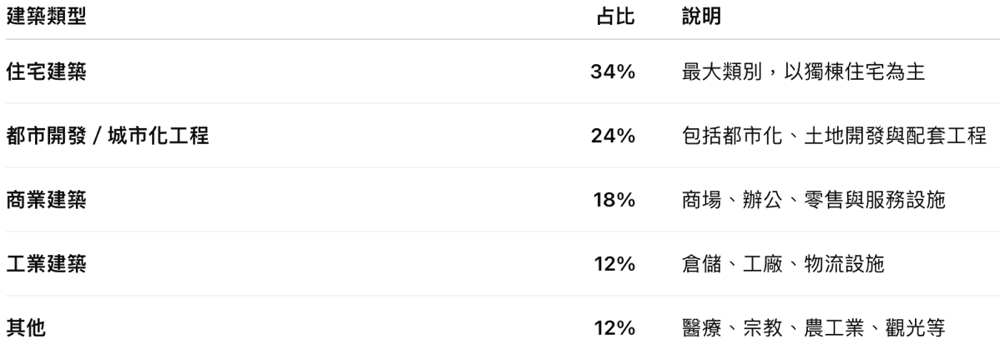 建築類型 占比 說明
住宅建築 34% 最大類別，以獨棟住宅為主
都市開發 / 城市化工程 24% 包括都市化、土地開發與配套工程
商業建築 18% 商場、辦公、零售與服務設施
工業建築 12% 倉儲、工廠、物流設施
其他 12% 醫療、宗教、農工業、觀光等